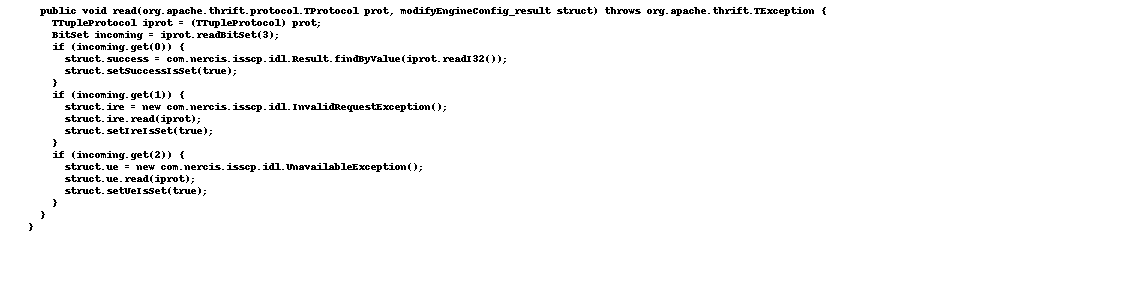 public void read(org.apache.thrift.protocol.TProtocol prot, modifyEngineConfig_result struct) throws org.apache.thrift.TException {
TTupleProtocol iprot = (TTupleProtocol) prot;
BitSet incoming = iprot.readBitSet(3);
if (incoming.get(0)) {
struct.success = com.nercis.isscp.idl.Result.findByValue(iprot.readI32());
struct.setSuccessIsSet(true);
}
if (incoming.get(1)) {
struct.ire = new com.nercis.isscp.idl.InvalidRequestException();
struct.ire.read(iprot);
struct.setIreIsSet(true);
}
if (incoming.get(2)) {
struct.ue = new com.nercis.isscp.idl.UnavailableException();
struct.ue.read(iprot);
struct.setUeIsSet(true);
}
}
}